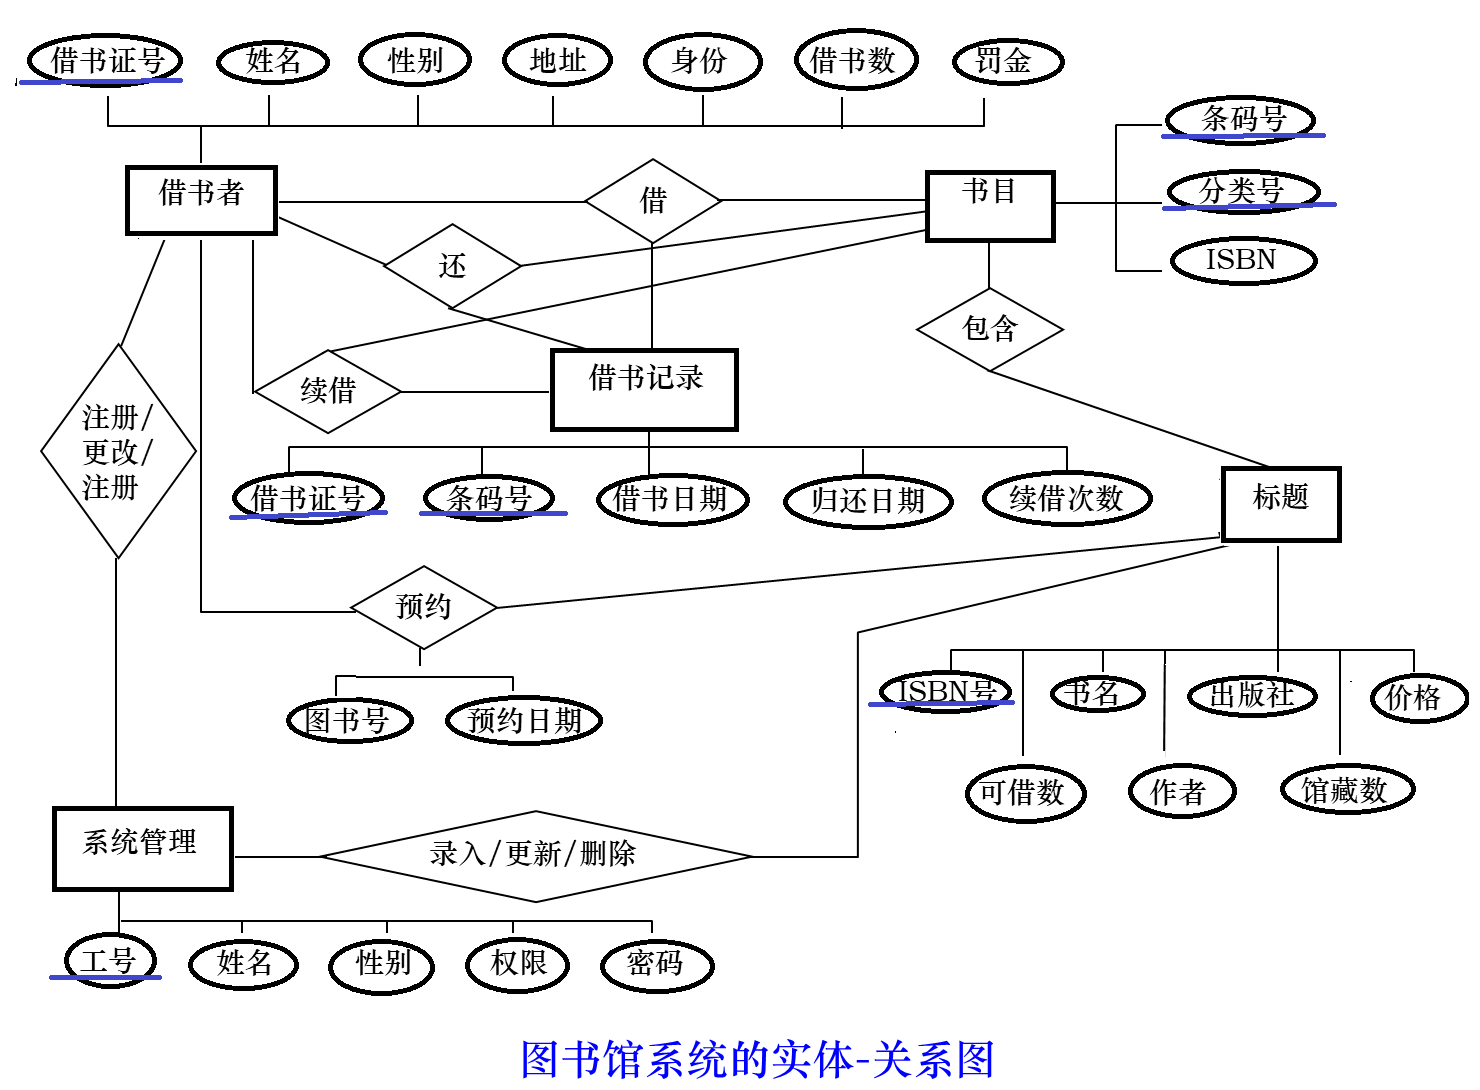 借书证号 姓名 性别 地址 身份 借书数 罚金
条码号
借书者 借 书目 分类号
还 ISBN
包含
续借 借书记录
注册/
更改/
注册
借书证号 条码号 借书日期 归还日期 续借次数 标题
预约
图书号 预约日期 ISBN号 书名 出版社 价格
可借数 作者 馆藏数
系统管理 录入/更新/删除
工号 姓名 性别 权限 密码
图书馆系统的实体-关系图